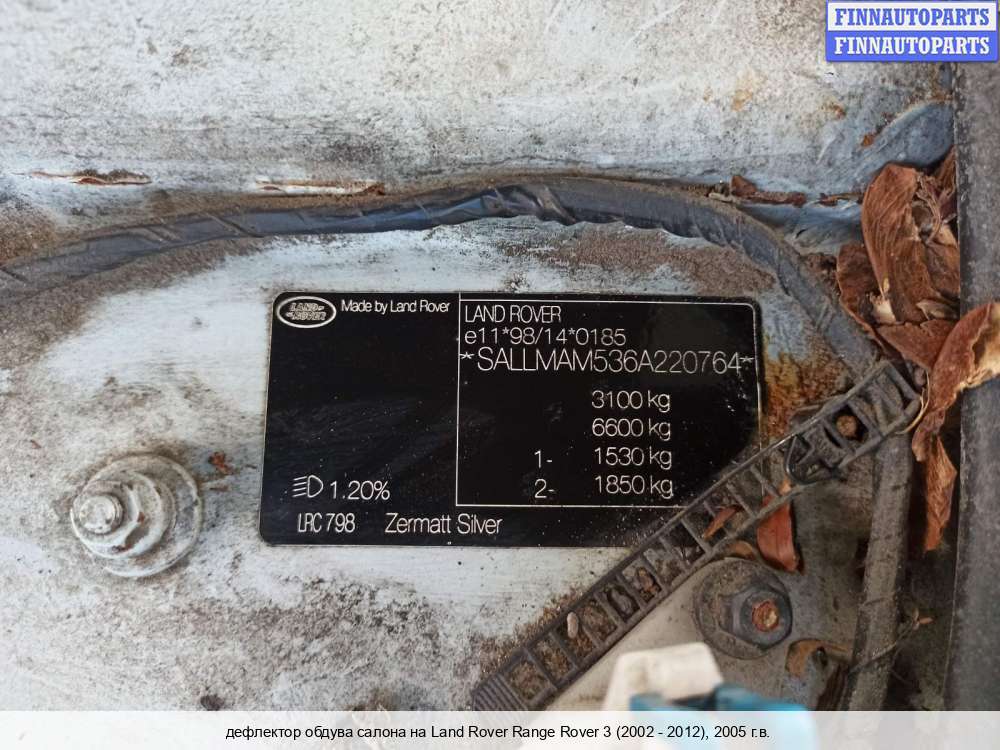 FINNAUTOPARTS
FINNAUTOPARTS
LAND ROVER
Made by Land Rover
LAND ROVER
e11*98/14*0185
*SALLMAM536A220764*
3100 kg
6600 kg
1- 1530 kg
2- 1850 kg
1.20%
LRC 798 Zermatt Silver
дефлектор обдува салона на Land Rover Range Rover 3 (2002 - 2012), 2005 г.в.